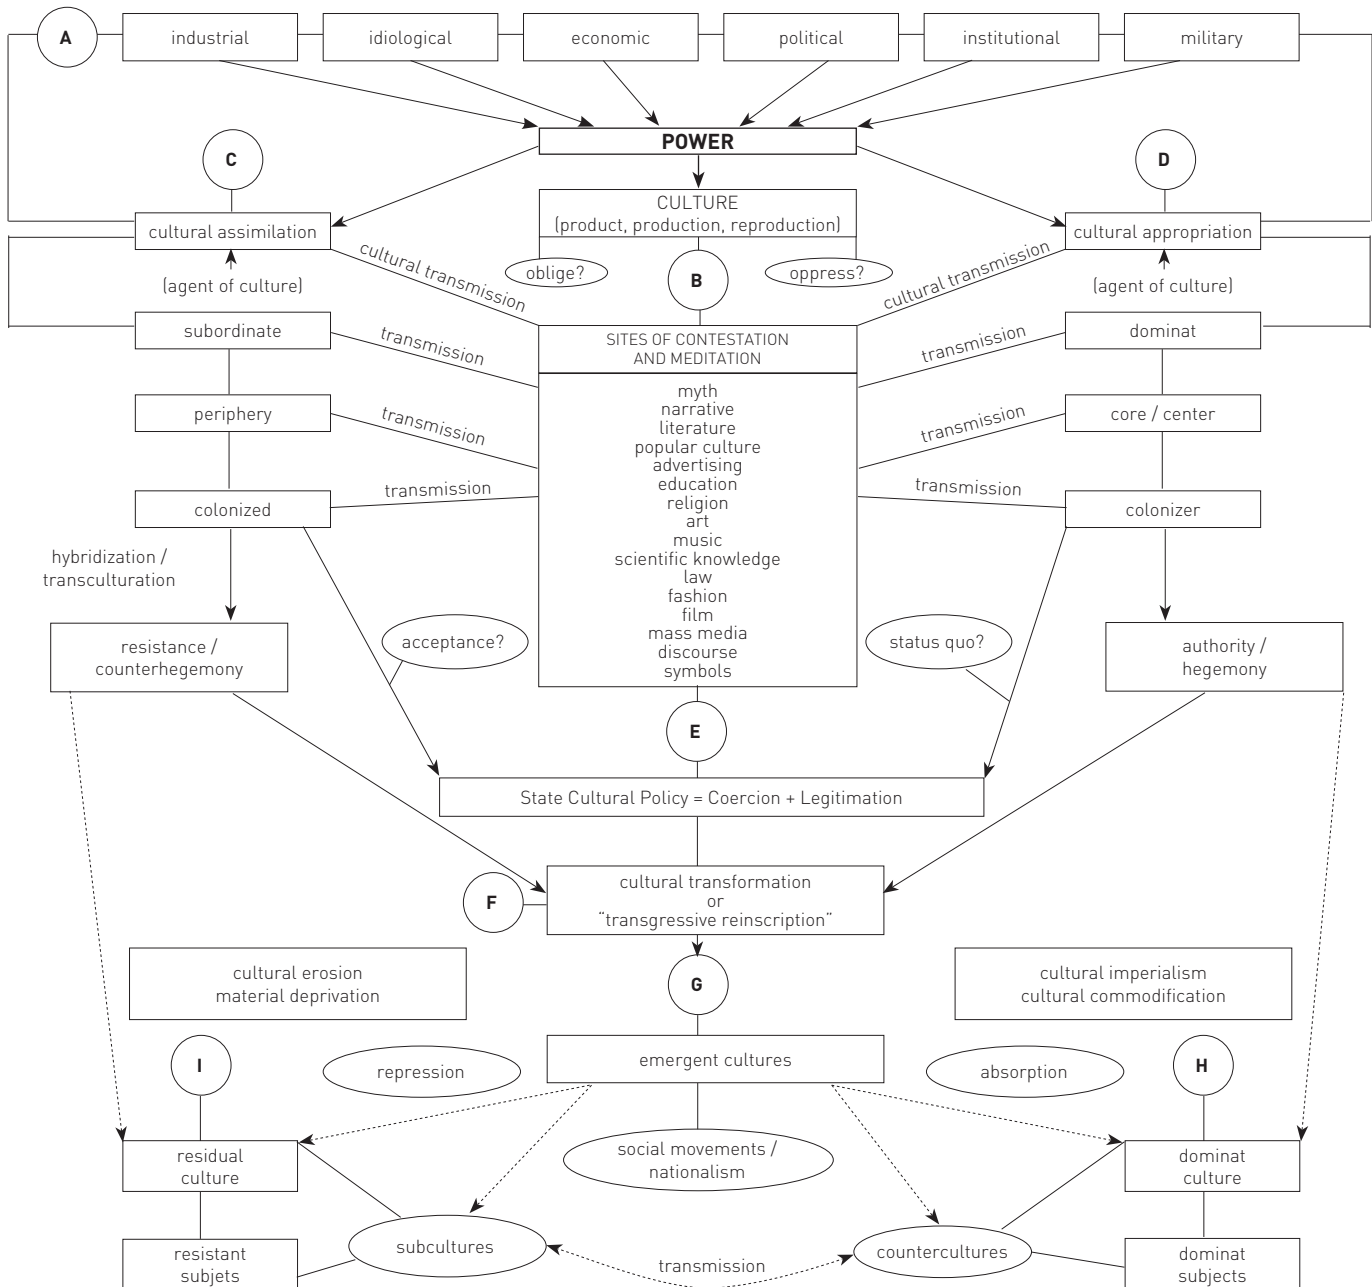 A
industrial
idiological
economic
political
institutional
military
POWER
C
D
CULTURE
(product, production, reproduction)
cultural assimilation
cultural appropriation
cultural transmission
oblige?
B
oppress?
cultural transmission
(agent of culture)
(agent of culture)
subordinate
transmission
SITES OF CONTESTATION
AND MEDITATION
transmission
dominat
myth
narrative
literature
popular culture
advertising
education
religion
art
music
scientific knowledge
law
fashion
film
mass media
discourse
symbols
periphery
transmission
transmission
core / center
colonized
transmission
transmission
colonizer
hybridization /
transculturation
resistance /
counterhegemony
acceptance?
status quo?
authority /
hegemony
E
State Cultural Policy = Coercion + Legitimation
F
cultural transformation
or
“transgressive reinscription”
cultural erosion
material deprivation
G
cultural imperialism
cultural commodification
I
repression
emergent cultures
absorption
H
residual
culture
social movements /
nationalism
dominat
culture
resistant
subjets
subcultures
transmission
countercultures
dominat
subjects